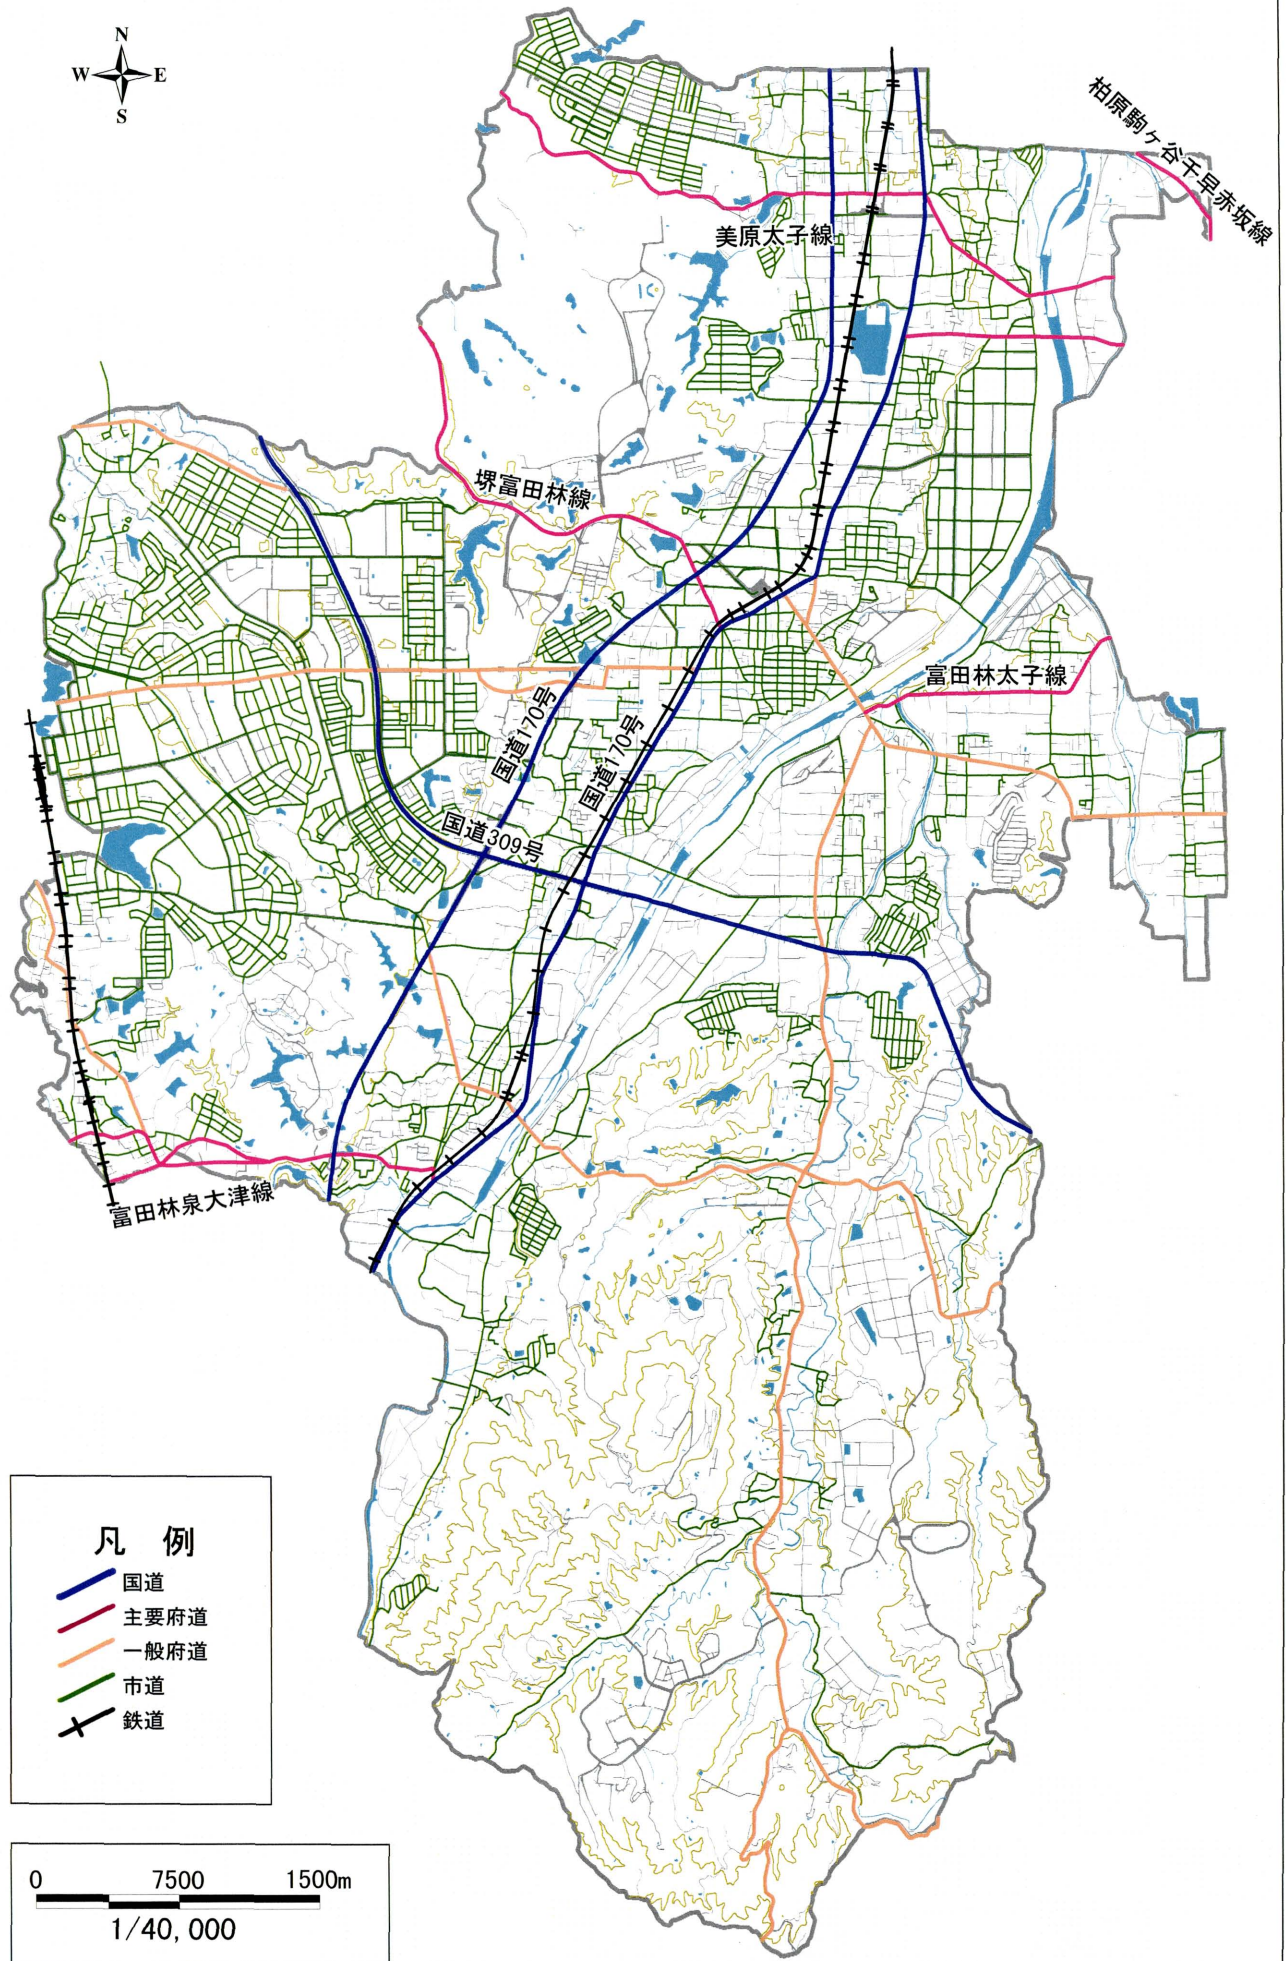 N
W E
S
柏原駒ヶ谷千早赤坂線
美原太子線
堺富田林線
富田林太子線
国道170号
国道170号
国道309号
富田林泉大津線
凡 例
国道
主要府道
一般府道
市道
鉄道
0 7500 1500m
1/40,000